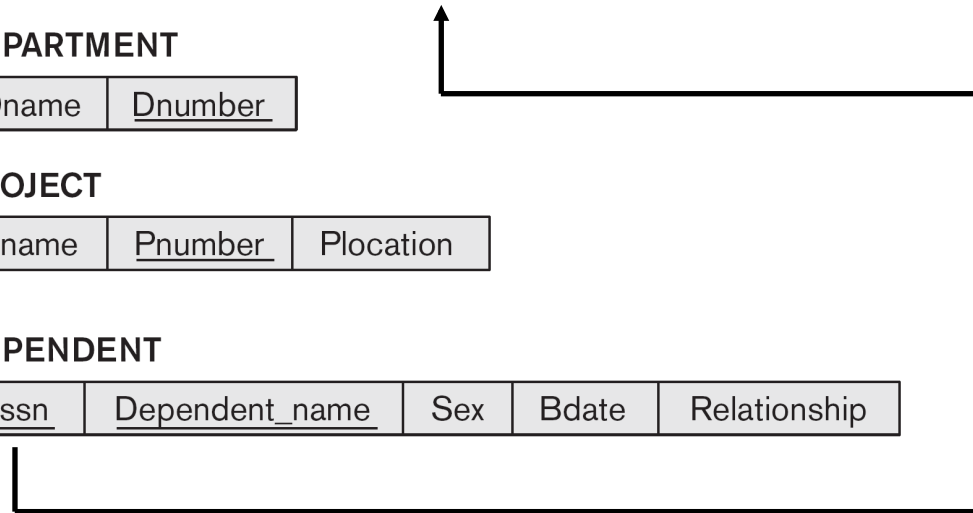 PARTMENT
name Dnumber
OJECT
name Pnumber Plocation
PENDENT
ssn Dependent_name Sex Bdate Relationship